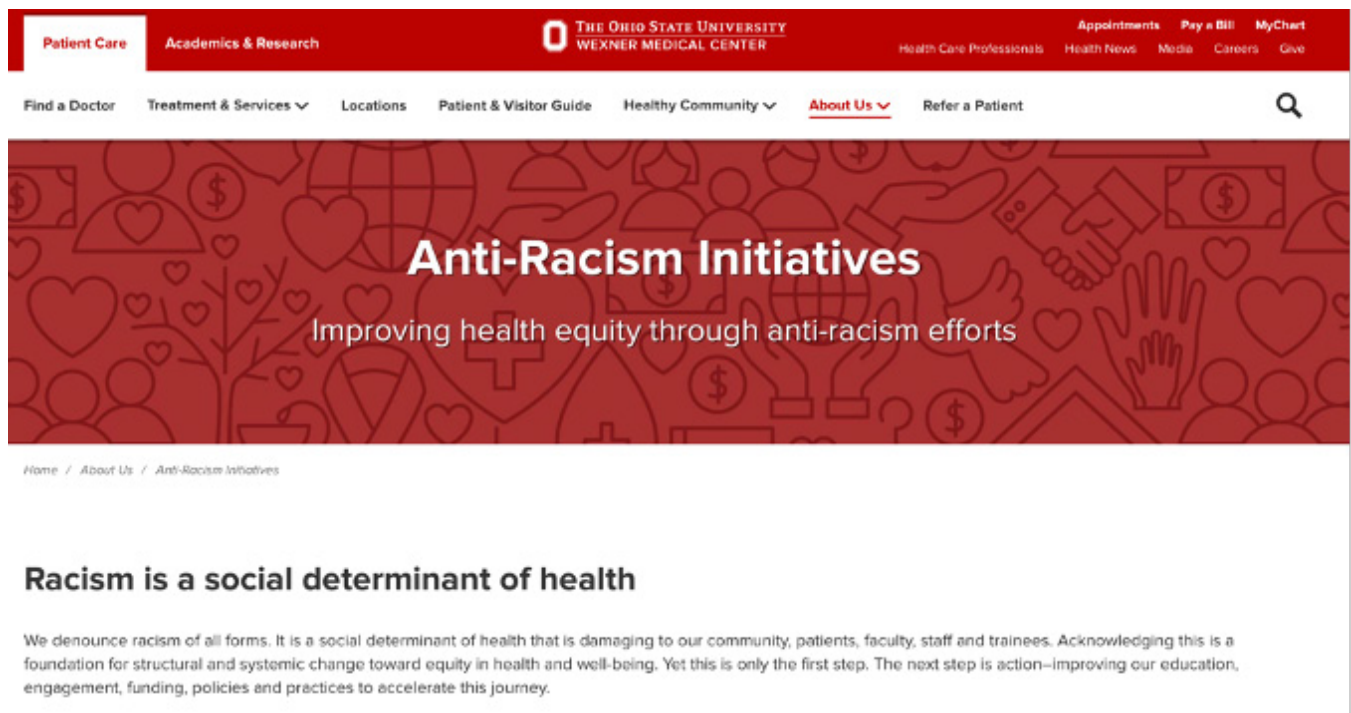 Patient Care
Academics & Research
THE OHIO STATE UNIVERSITY
WEXNER MEDICAL CENTER
Appointments Pay a Bill MyChart
Health Care Professionals Health News Media Careers Give
Find a Doctor Treatment & Services Locations Patient & Visitor Guide Healthy Community About Us Refer a Patient
Anti-Racism Initiatives
Improving health equity through anti-racism efforts
Home / About Us / Anti-Racism Initiatives
Racism is a social determinant of health
We denounce racism of all forms. It is a social determinant of health that is damaging to our community, patients, faculty, staff and trainees. Acknowledging this is a
foundation for structural and systemic change toward equity in health and well-being. Yet this is only the first step. The next step is action–improving our education,
engagement, funding, policies and practices to accelerate this journey.